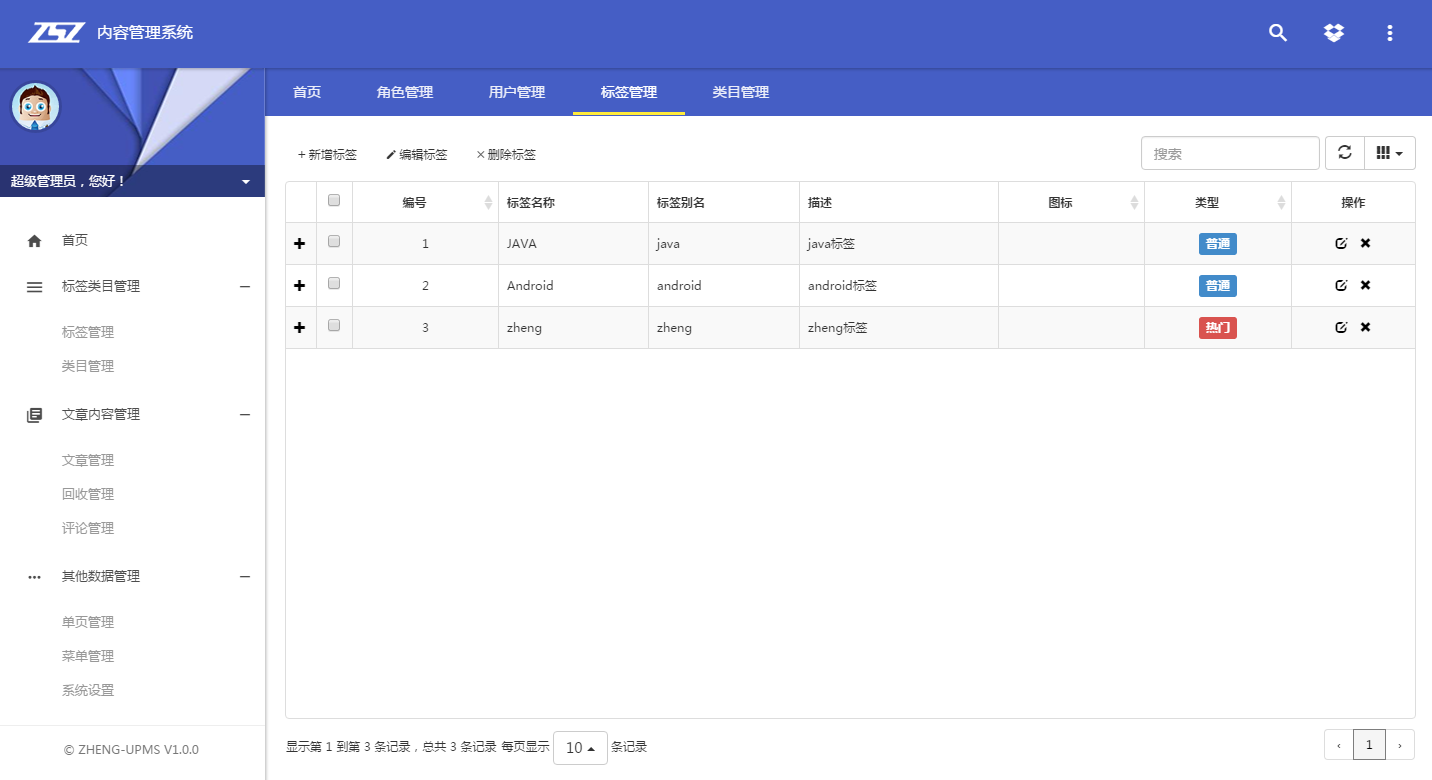 ZSZ 内容管理系统
超级管理员，您好！
首页
标签类目管理
标签管理
类目管理
文章内容管理
文章管理
回收管理
评论管理
其他数据管理
单页管理
菜单管理
系统设置
© ZHENG-UPMS V1.0.0
首页 角色管理 用户管理 标签管理 类目管理
+ 新增标签 编辑标签 × 删除标签 搜索
编号 标签名称 标签别名 描述 图标 类型 操作
1 JAVA java java标签 普通
2 Android android android标签 普通
3 zheng zheng zheng标签 热门
显示第 1 到第 3 条记录，总共 3 条记录 每页显示 10 条记录
‹ 1 ›